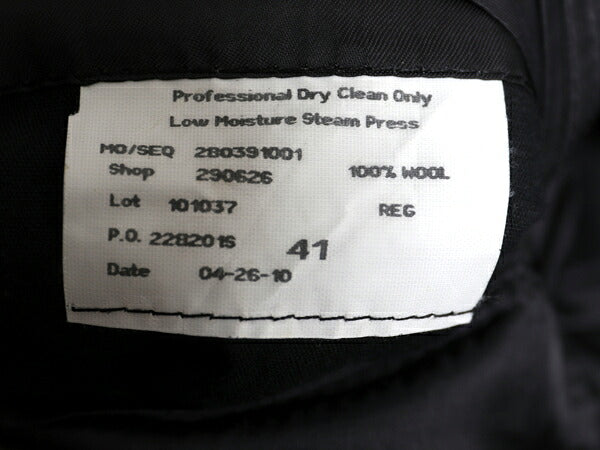 Professional Dry Clean Only
Low Moisture Steam Press
MO/SEQ 280391001
Shop 290626 100% WOOL
Lot 101037 REG
P.O. 2282016 41
Date 04-26-10